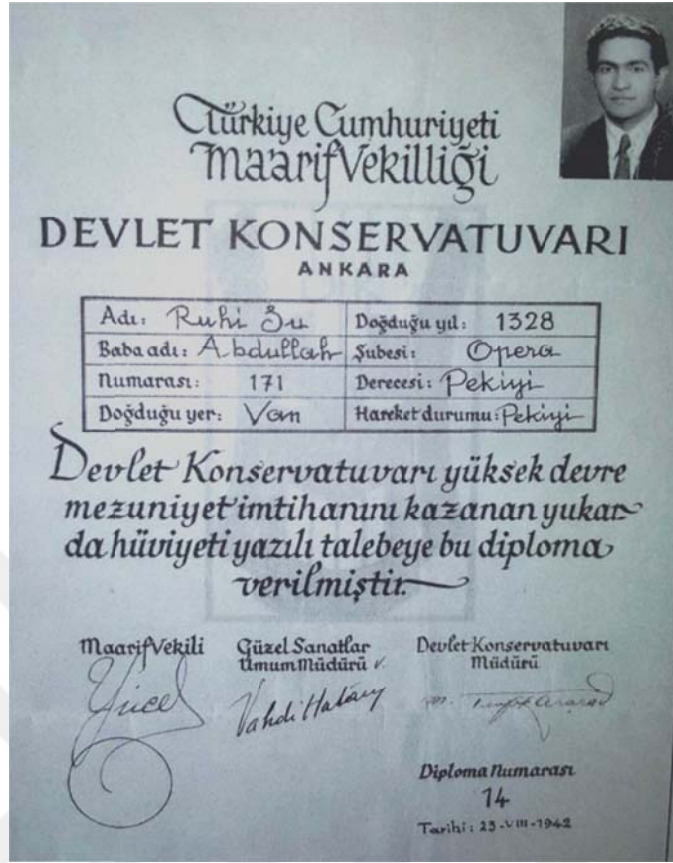 Türkiye Cumhuriyeti
Maarif Vekilliği
DEVLET KONSERVATUVARI
ANKARA
Adı: Ruhi Su Doğduğu yıl: 1328
Baba adı: Abdullah Şubesi: Opera
Numarası: 171 Derecesi: Pekiyi
Doğduğu yer: Van Hareket durumu: Pekiyi
Devlet Konservatuvarı yüksek devre
mezuniyet imtihanını kazanan yukar-
da hüviyeti yazılı talebeye bu diploma
verilmiştir.
Maarif Vekili Güzel Sanatlar Devlet Konservatuvarı
Umum Müdürü V. Müdürü
Yücel Vahdi Hatay M.
Diploma Numarası
14
Tarihi: 23-VIII-1942